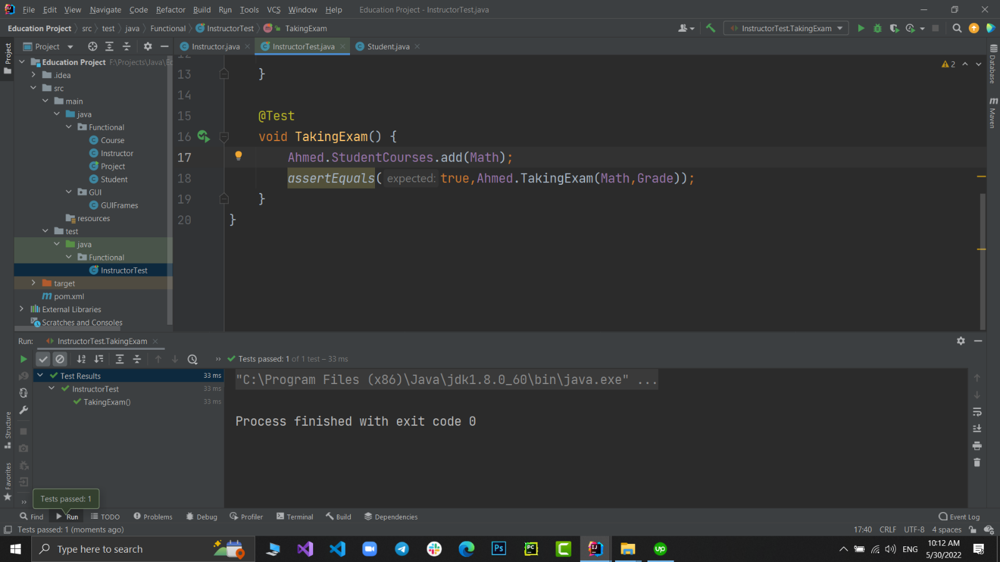 File Edit View Navigate Code Refactor Build Run Tools VCS Window Help Education Project - InstructorTest.java
Education Project src test java Functional InstructorTest TakingExam InstructorTest.TakingExam
Project Instructor.java InstructorTest.java Student.java
Project
Education Project F:\Projects\Java\Ec
.idea
src
main
java
Functional
Course
Instructor
Project
Student
GUI
GUIFrames
resources
test
java
Functional
InstructorTest
target
pom.xml
External Libraries
Scratches and Consoles
2
12
13 }
14
15 @Test
16 void TakingExam() {
17 Ahmed.StudentCourses.add(Math);
18 assertEquals( expected: true,Ahmed.TakingExam(Math,Grade));
19 }
20 }
Database
Maven
Run: InstructorTest.TakingExam
Tests passed: 1 of 1 test – 33 ms
Test Results 33 ms
InstructorTest 33 ms
TakingExam() 33 ms
"C:\Program Files (x86)\Java\jdk1.8.0_60\bin\java.exe" ...
Process finished with exit code 0
Structure
Favorites
Tests passed: 1
Find Run TODO Problems Debug Profiler Terminal Build Dependencies Event Log
Tests passed: 1 (moments ago) 17:40 CRLF UTF-8 4 spaces
Type here to search
Ps
PC
C
IJ
up
ENG
10:12 AM
5/30/2022